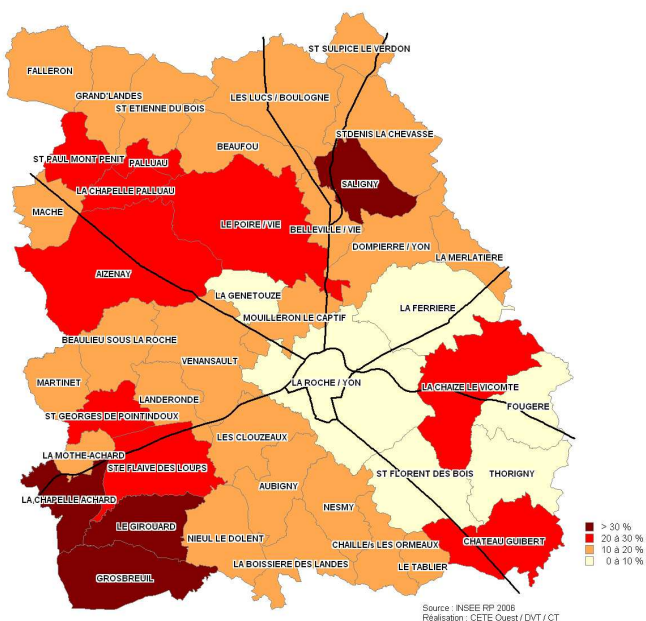 ST SULPICE LE VERDON
FALLERON
GRAND'LANDES
LES LUCS / BOULOGNE
ST ETIENNE DU BOIS
ST DENIS LA CHEVASSE
BEAUFOU
ST PAUL MONT PENIT
PALLUAU
SALIGNY
LA CHAPELLE PALLUAU
MACHE
LE POIRE / VIE
BELLEVILLE / VIE
DOMPIERRE / YON
LA MERLATIERE
AIZENAY
LA GENETOUZE
LA FERRIERE
MOUILLERON LE CAPTIF
BEAULIEU SOUS LA ROCHE
VENANSAULT
MARTINET
LA ROCHE / YON
LA CHAIZE LE VICOMTE
LANDERONDE
FOUGERE
ST GEORGES DE POINTINDOUX
LES CLOUZEAUX
LA MOTHE-ACHARD
STE FLAIVE DES LOUPS
ST FLORENT DES BOIS
THORIGNY
AUBIGNY
LA CHAPELLE ACHARD
NESMY
LE GIROUARD
NIEUL LE DOLENT
CHAILLE/s LES ORMEAUX
CHATEAU GUIBERT
LA BOISSIERE DES LANDES
LE TABLIER
GROSBREUIL
> 30 %
20 à 30 %
10 à 20 %
0 à 10 %
Source : INSEE RP 2006
Réalisation : CETE Ouest / DVT / CT